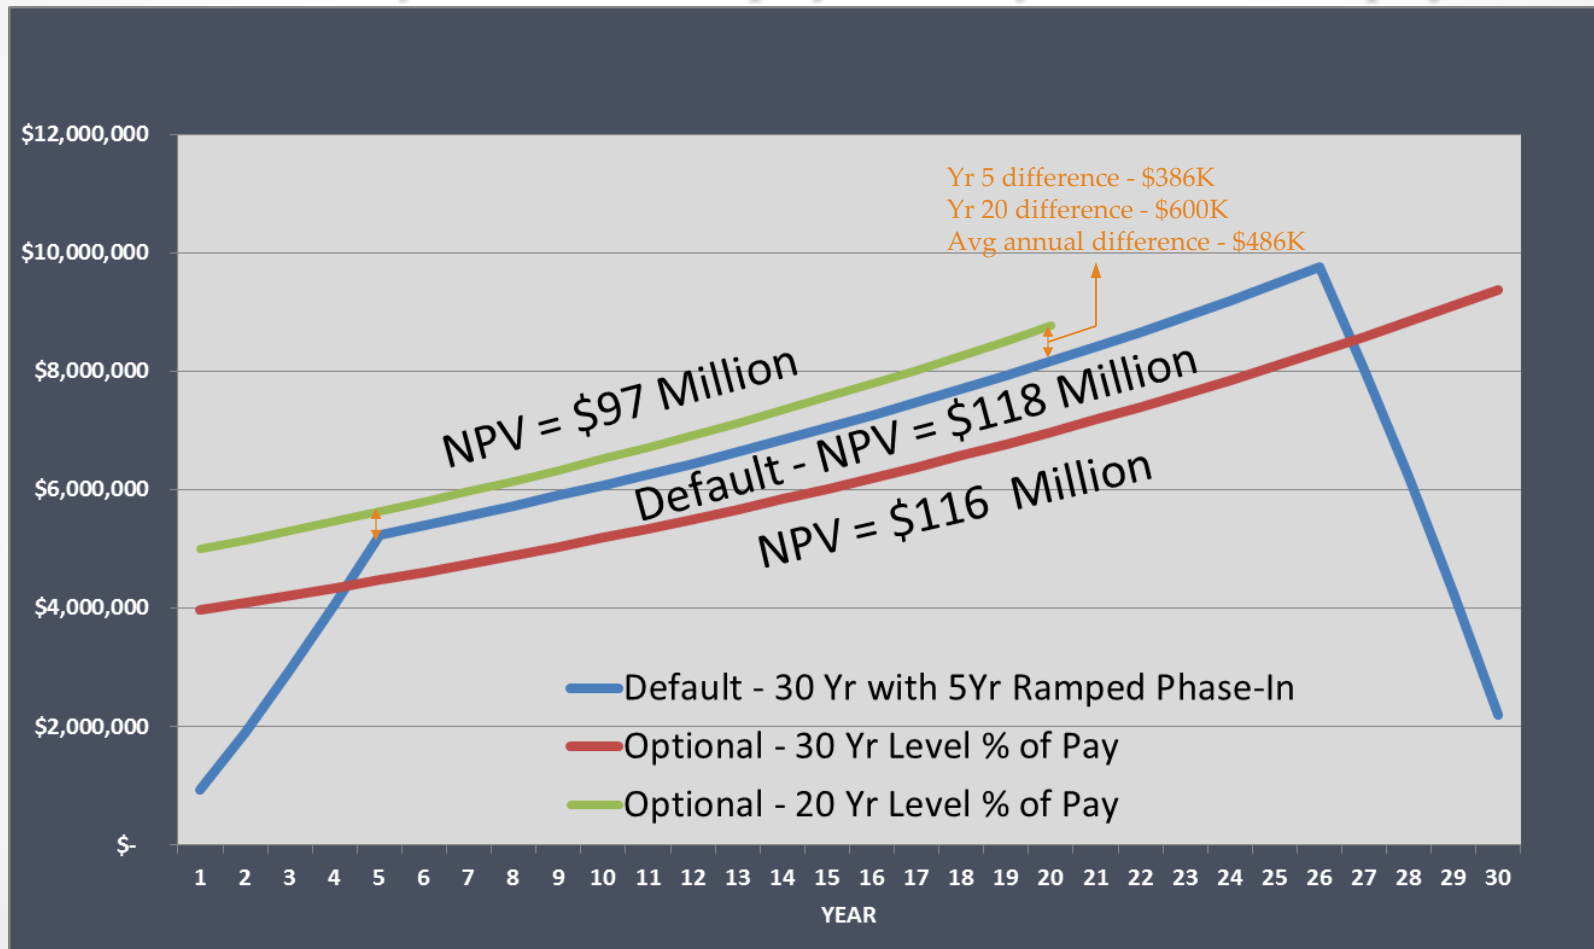 $12,000,000
$10,000,000
$8,000,000
$6,000,000
$4,000,000
$2,000,000
$-
Yr 5 difference - $386K
Yr 20 difference - $600K
Avg annual difference - $486K
NPV = $97 Million
Default - NPV = $118 Million
NPV = $116 Million
Default - 30 Yr with 5Yr Ramped Phase-In
Optional - 30 Yr Level % of Pay
Optional - 20 Yr Level % of Pay
1 2 3 4 5 6 7 8 9 10 11 12 13 14 15 16 17 18 19 20 21 22 23 24 25 26 27 28 29 30
YEAR